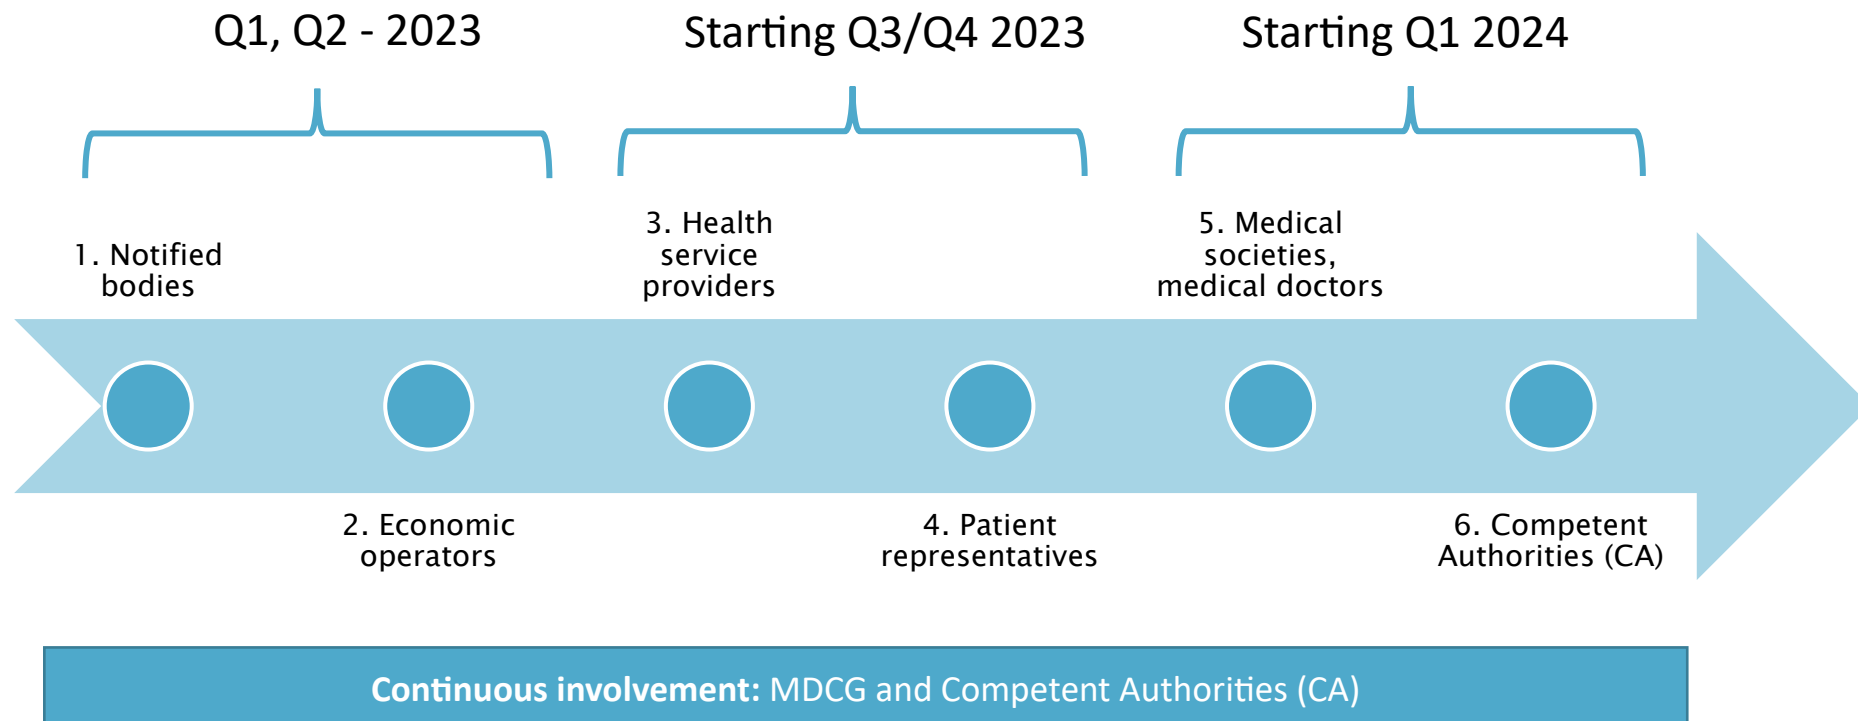 Q1, Q2 - 2023
Starting Q3/Q4 2023
Starting Q1 2024
1. Notified
bodies
3. Health
service
providers
5. Medical
societies,
medical doctors
2. Economic
operators
4. Patient
representatives
6. Competent
Authorities (CA)
Continuous involvement: MDCG and Competent Authorities (CA)